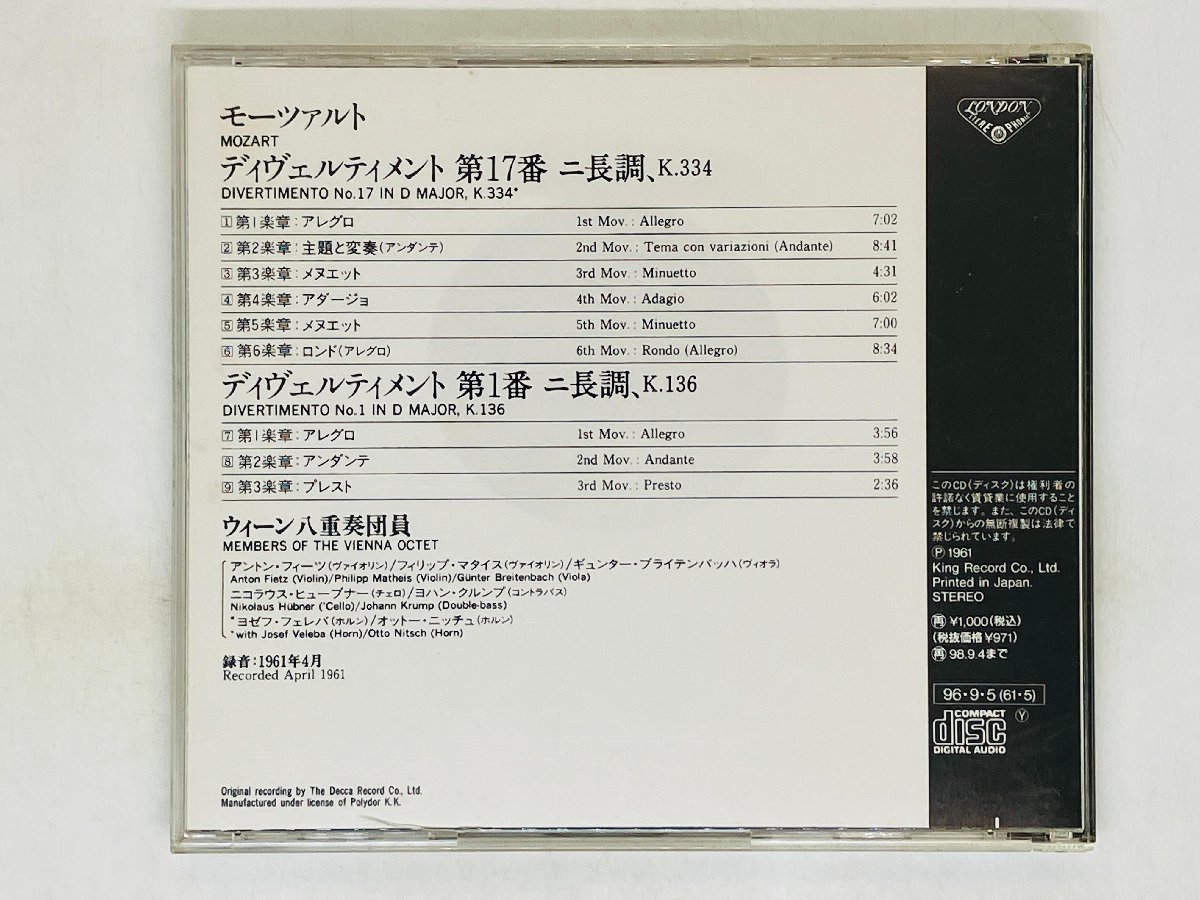 モーツァルト
MOZART
ディヴェルティメント 第17番 ニ長調、K.334
DIVERTIMENTO No.17 IN D MAJOR, K.334*
1 第1楽章：アレグロ 1st Mov. : Allegro 7:02
2 第2楽章：主題と変奏（アンダンテ） 2nd Mov. : Tema con variazioni (Andante) 8:41
3 第3楽章：メヌエット 3rd Mov. : Minuetto 4:31
4 第4楽章：アダージョ 4th Mov. : Adagio 6:02
5 第5楽章：メヌエット 5th Mov. : Minuetto 7:00
6 第6楽章：ロンド（アレグロ） 6th Mov. : Rondo (Allegro) 8:34
ディヴェルティメント 第1番 ニ長調、K.136
DIVERTIMENTO No.1 IN D MAJOR, K.136
7 第1楽章：アレグロ 1st Mov. : Allegro 3:56
8 第2楽章：アンダンテ 2nd Mov. : Andante 3:58
9 第3楽章：プレスト 3rd Mov. : Presto 2:36
ウィーン八重奏団員
MEMBERS OF THE VIENNA OCTET
アントン・フィーツ（ヴァイオリン）/フィリップ・マタイス（ヴァイオリン）/ギュンター・ブライテンバッハ（ヴィオラ）
Anton Fietz (Violin)/Philipp Matheis (Violin)/Günter Breitenbach (Viola)
ニコラウス・ヒューブナー（チェロ）/ヨハン・クルンプ（コントラバス）
Nikolaus Hübner ('Cello)/Johann Krump (Double-bass)
*ヨゼフ・フェレバ（ホルン）/オットー・ニッチュ（ホルン）
*with Josef Veleba (Horn)/Otto Nitsch (Horn)
録音：1961年4月
Recorded April 1961
Original recording by The Decca Record Co., Ltd.
Manufactured under license of Polydor K.K.
LONDON
STEREOPHONIC
このCD（ディスク）は権利者の
許諾なく賃貸業に使用すること
を禁じます。また、このCD（ディ
スク）からの無断複製は法律で
禁じられています。
Ⓟ1961
King Record Co., Ltd.
Printed in Japan.
STEREO
再 ¥1,000（税込）
（税抜価格 ¥971）
再 98.9.4まで
96・9・5（61・5）
COMPACT
disc
DIGITAL AUDIO
Ⓨ